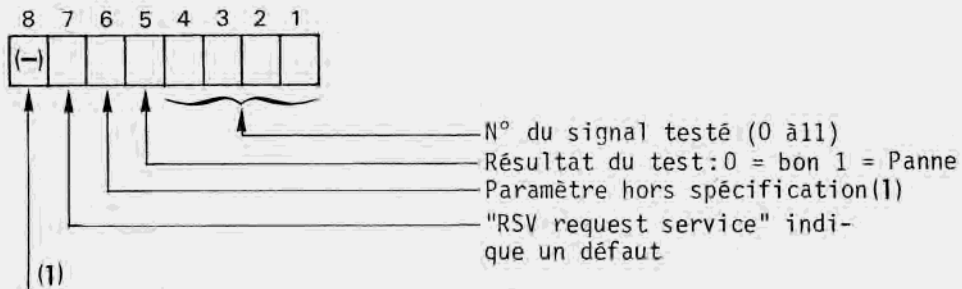 8 7 6 5 4 3 2 1
(—)
N° du signal testé (0 à11)
Résultat du test:0 = bon 1 = Panne
Paramètre hors spécification(1)
"RSV request service" indi-
que un défaut
(1)